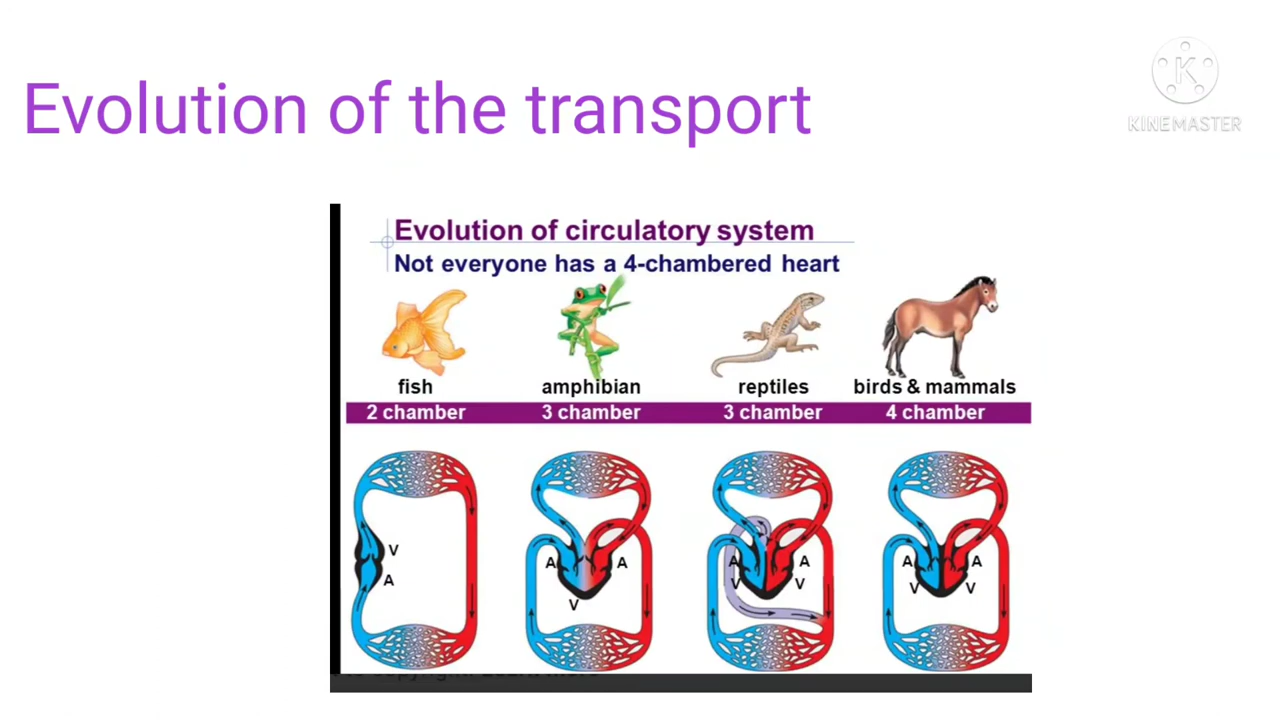 Evolution of the transport
K
KINEMASTER
Evolution of circulatory system
Not everyone has a 4-chambered heart
fish amphibian reptiles birds & mammals
2 chamber 3 chamber 3 chamber 4 chamber
V
A
A A
V
A A
V V
A A
V V